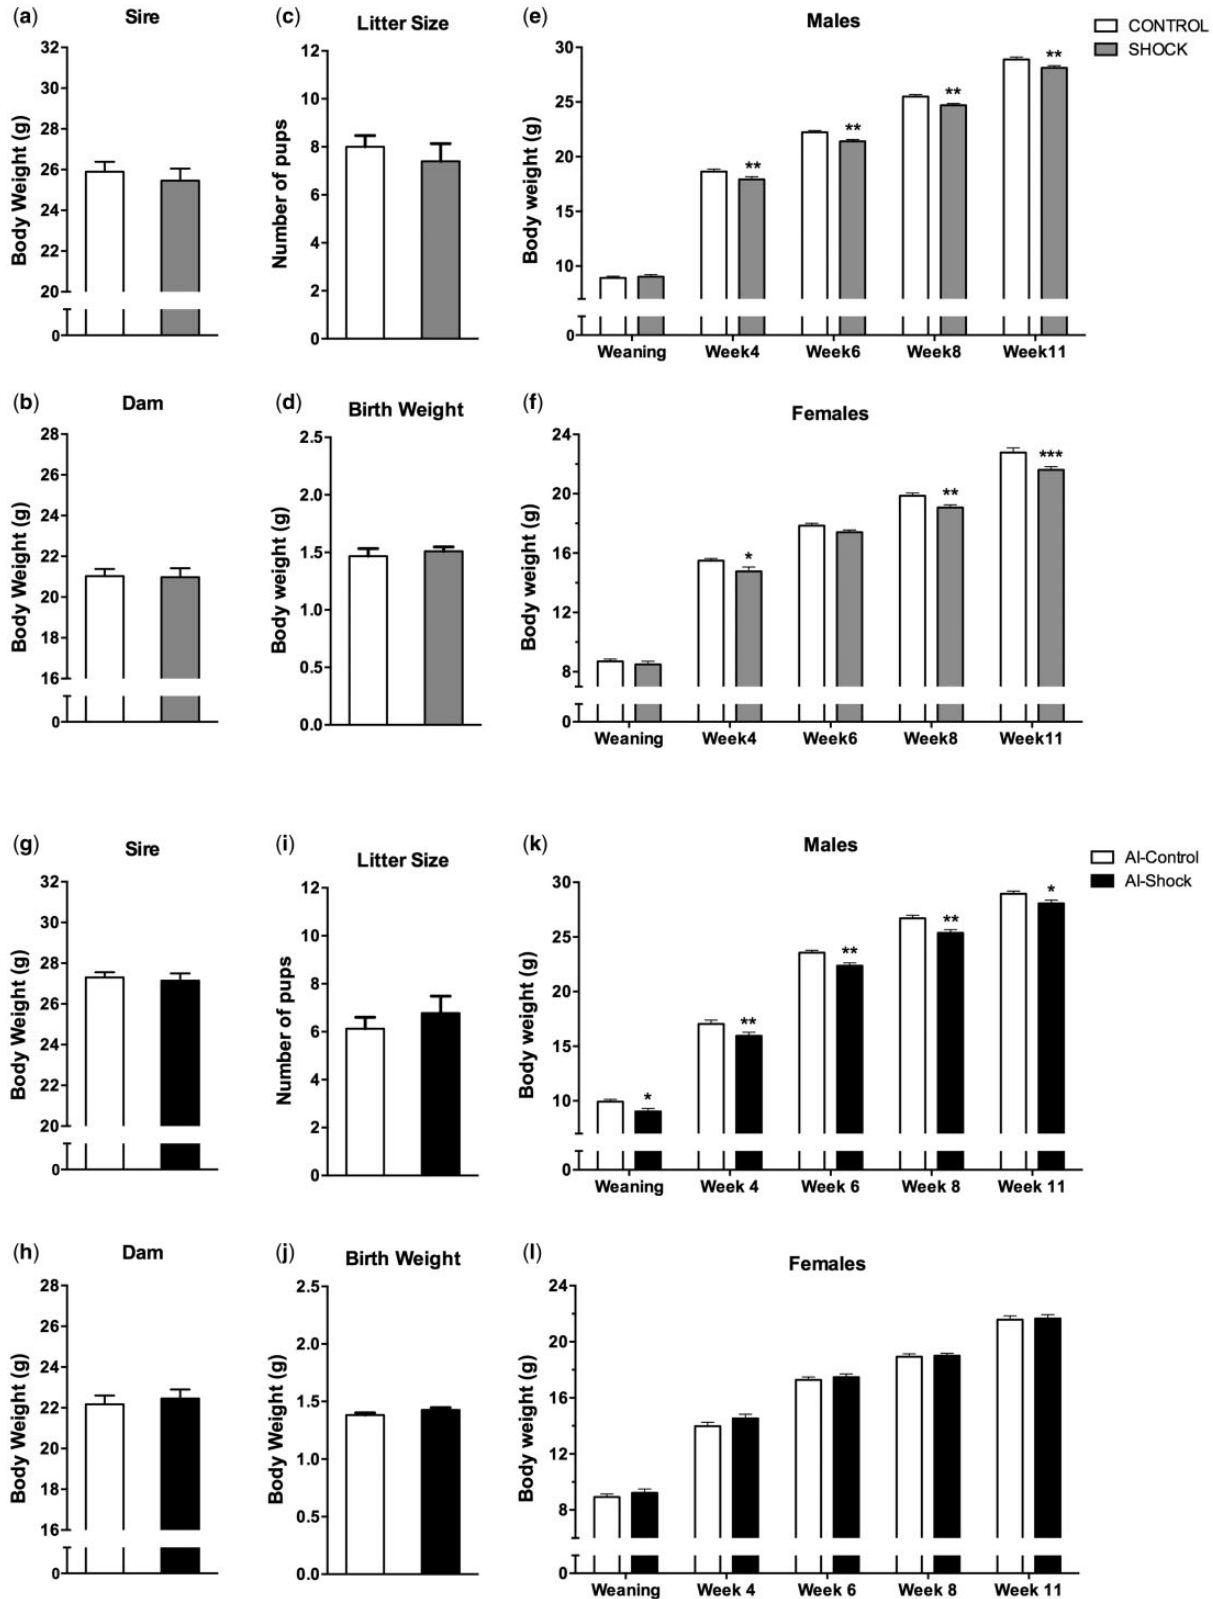 (a)
Sire
Body Weight (g)
32
30
28
26
24
22
20
0
(c)
Litter Size
Number of pups
12
10
8
6
4
2
0
(e)
Males
Body weight (g)
30
25
20
15
10
0
**
**
**
**
Weaning Week4 Week6 Week8 Week11
CONTROL
SHOCK
(b)
Dam
Body Weight (g)
28
26
24
22
20
18
16
0
(d)
Birth Weight
Body weight (g)
2.5
2.0
1.5
1.0
0.5
0.0
(f)
Females
Body weight (g)
24
20
16
12
8
0
*
**
***
Weaning Week4 Week6 Week8 Week11
(g)
Sire
Body Weight (g)
32
30
28
26
24
22
20
0
(i)
Litter Size
Number of pups
12
10
8
6
4
2
0
(k)
Males
Body weight (g)
30
25
20
15
10
0
*
**
**
**
*
Weaning Week 4 Week 6 Week 8 Week 11
AI-Control
AI-Shock
(h)
Dam
Body Weight (g)
28
26
24
22
20
18
16
0
(j)
Birth Weight
Body Weight (g)
2.5
2.0
1.5
1.0
0.5
0.0
(l)
Females
Body weight (g)
24
20
16
12
8
0
Weaning Week 4 Week 6 Week 8 Week 11